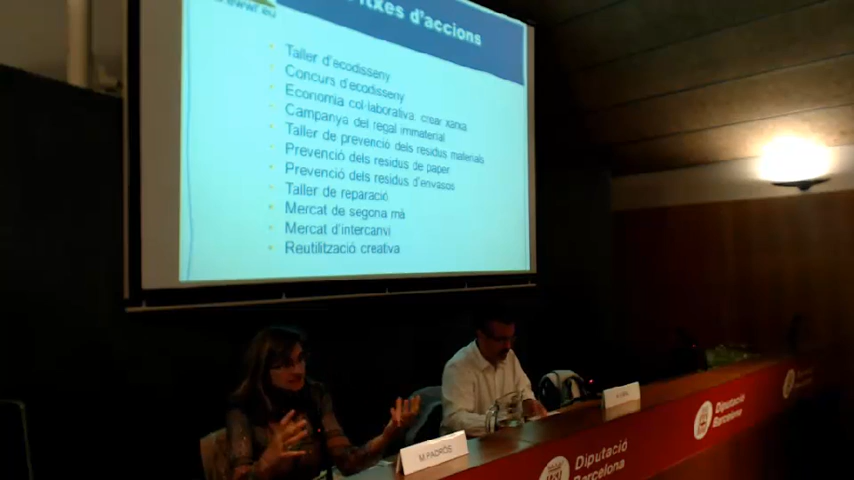 ewwr.eu
d'accions
Taller d'ecodisseny
Concurs d'ecodisseny
Economia col·laborativa: crear xarxa
Campanya del regal immaterial
Taller de prevenció dels residus materials
Prevenció dels residus de paper
Prevenció dels residus d'envasos
Taller de reparació
Mercat de segona mà
Mercat d'intercanvi
Reutilització creativa
M.PADRÓS
Diputació
Barcelona
Diputació
Barcelona